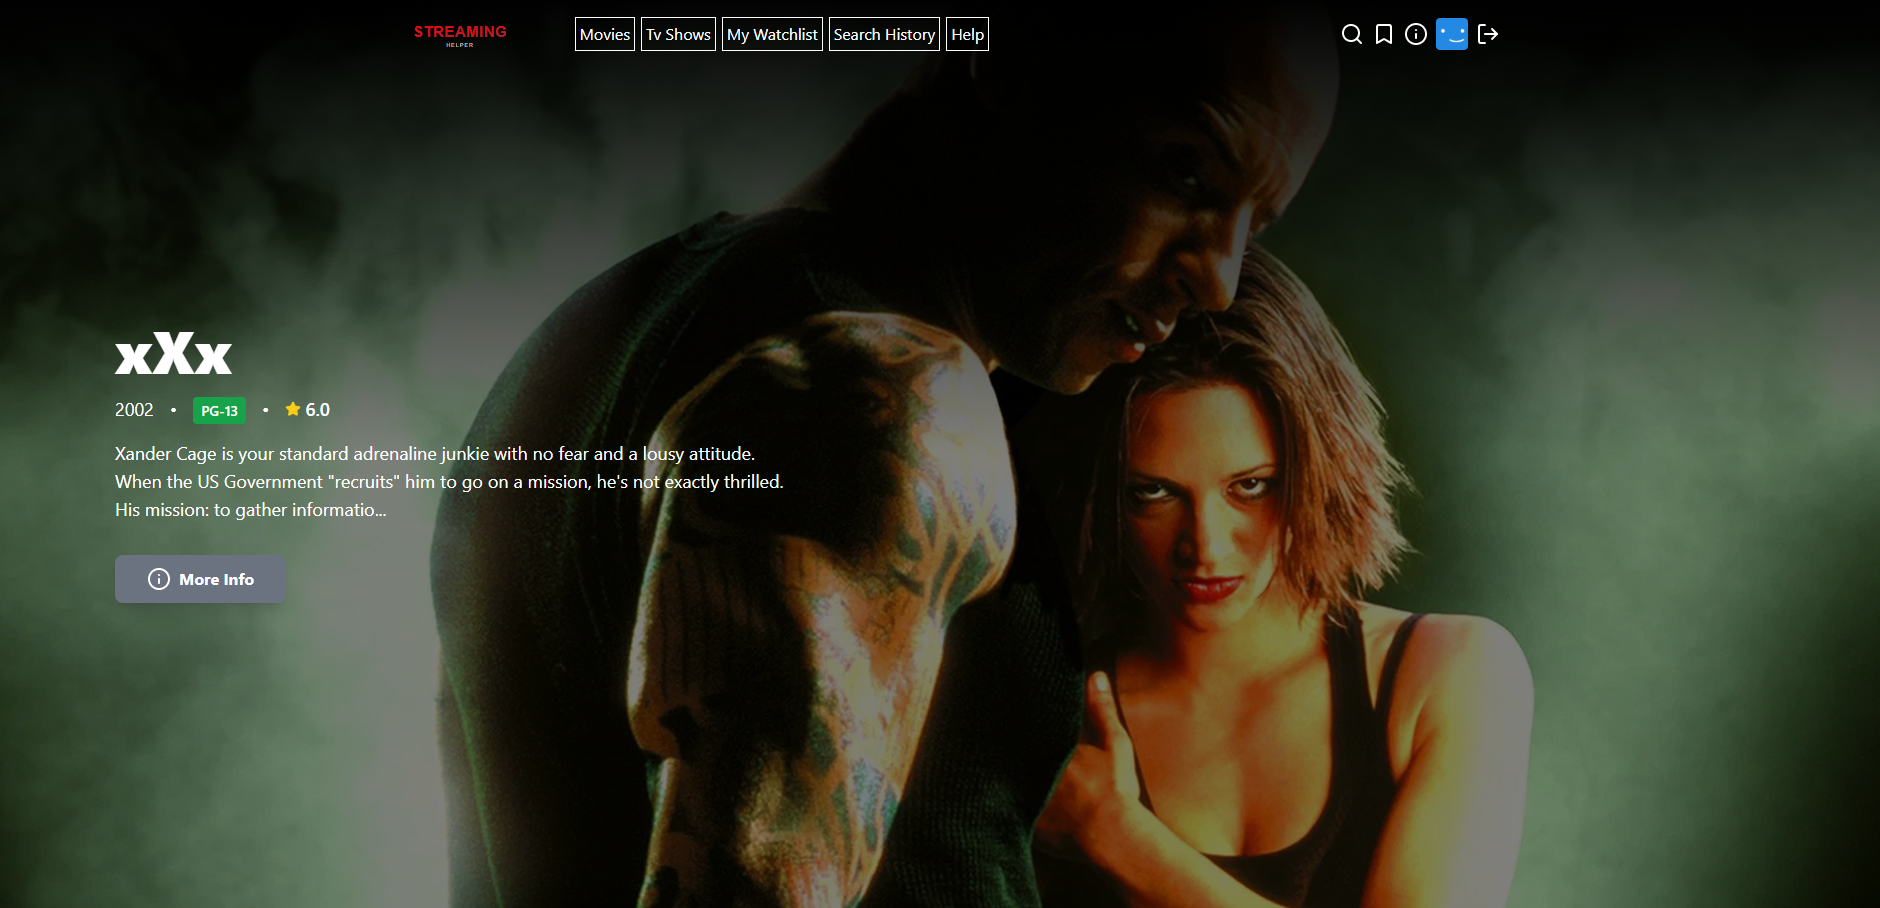 STREAMING
HELPER
Movies Tv Shows My Watchlist Search History Help
xXx
2002 • PG-13 • 6.0
Xander Cage is your standard adrenaline junkie with no fear and a lousy attitude.
When the US Government "recruits" him to go on a mission, he's not exactly thrilled.
His mission: to gather informatio...
More Info